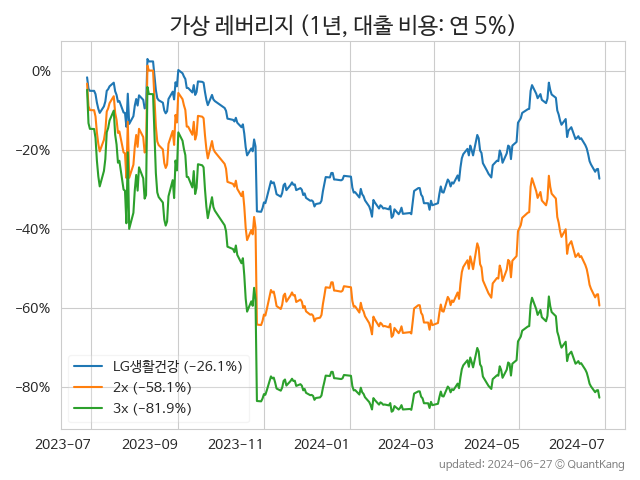 가상 레버리지 (1년, 대출 비용: 연 5%)
0%
−20%
−40%
−60%
−80%
LG생활건강 (−26.1%)
2x (−58.1%)
3x (−81.9%)
2023-07 2023-09 2023-11 2024-01 2024-03 2024-05 2024-07
updated: 2024-06-27 © QuantKang